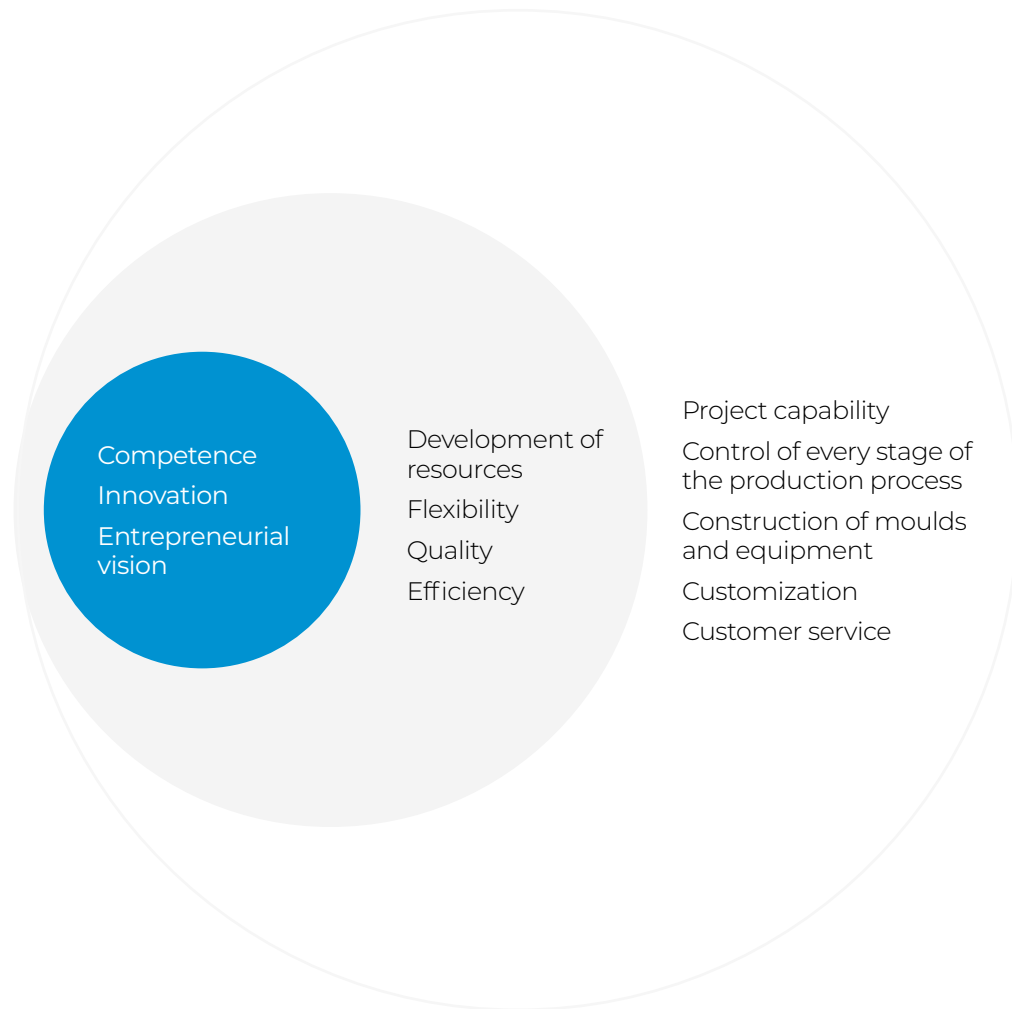 Competence
Innovation
Entrepreneurial
vision
Development of
resources
Flexibility
Quality
Efficiency
Project capability
Control of every stage of
the production process
Construction of moulds
and equipment
Customization
Customer service